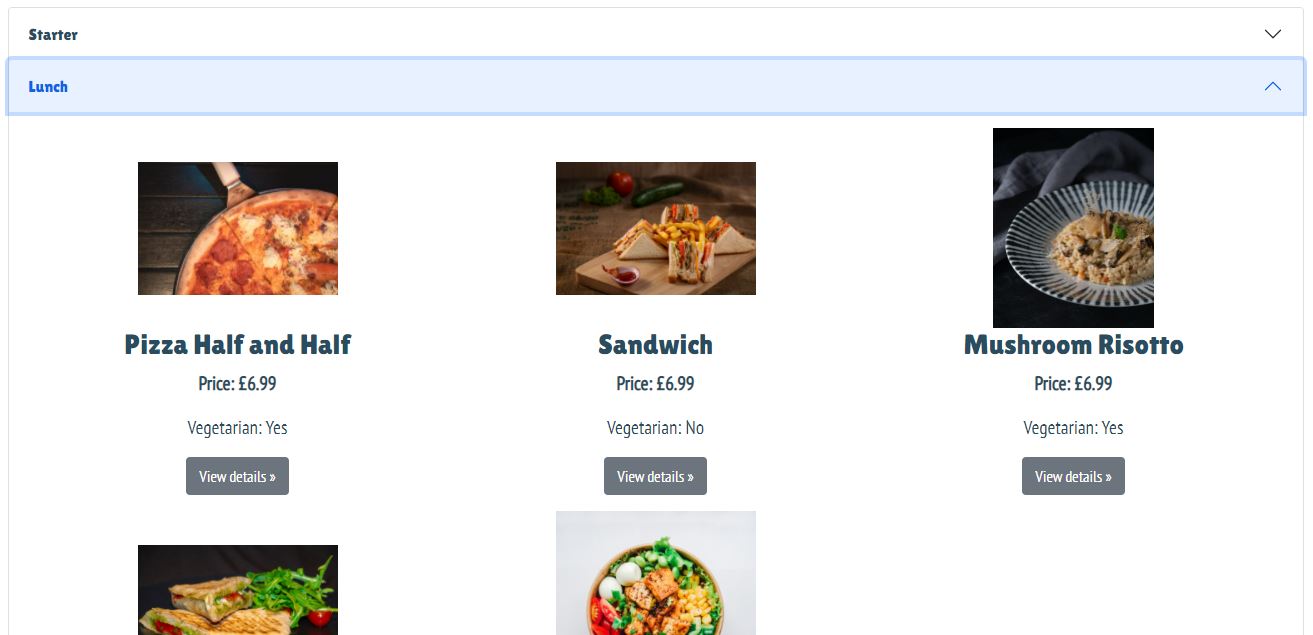 Starter
Lunch
Pizza Half and Half
Price: £6.99
Vegetarian: Yes
View details »
Sandwich
Price: £6.99
Vegetarian: No
View details »
Mushroom Risotto
Price: £6.99
Vegetarian: Yes
View details »